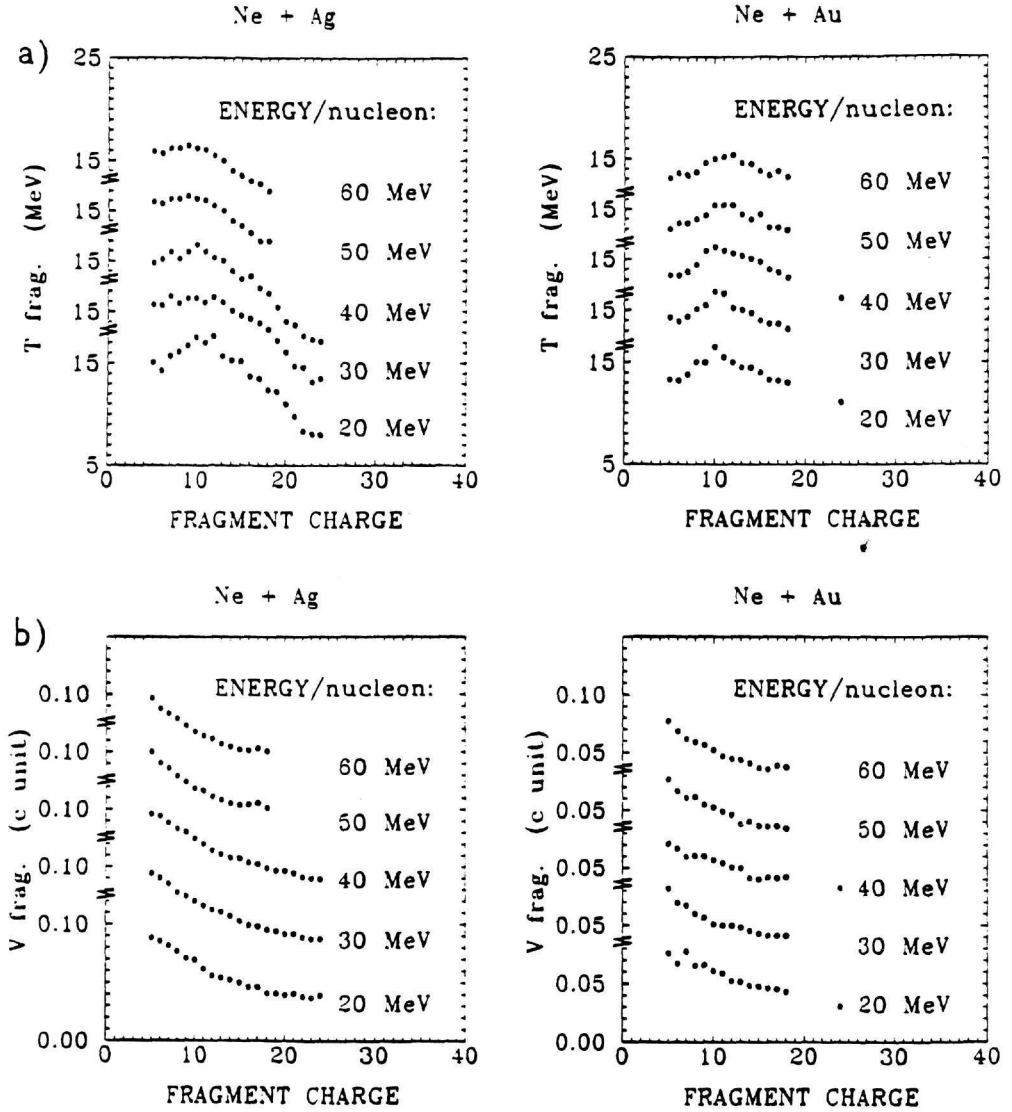 Ne + Ag
a)
25
15
15
15
15
15
5
T frag. (MeV)
ENERGY/nucleon:
60 MeV
50 MeV
40 MeV
30 MeV
20 MeV
0 10 20 30 40
FRAGMENT CHARGE
Ne + Au
25
15
15
15
15
15
5
T frag. (MeV)
ENERGY/nucleon:
60 MeV
50 MeV
40 MeV
30 MeV
20 MeV
0 10 20 30 40
FRAGMENT CHARGE
Ne + Ag
b)
0.10
0.10
0.10
0.10
0.10
0.00
V frag. (c unit)
ENERGY/nucleon:
60 MeV
50 MeV
40 MeV
30 MeV
20 MeV
0 10 20 30 40
FRAGMENT CHARGE
Ne + Au
0.10
0.05
0.05
0.05
0.05
0.05
0.00
V frag. (c unit)
ENERGY/nucleon:
60 MeV
50 MeV
40 MeV
30 MeV
20 MeV
0 10 20 30 40
FRAGMENT CHARGE